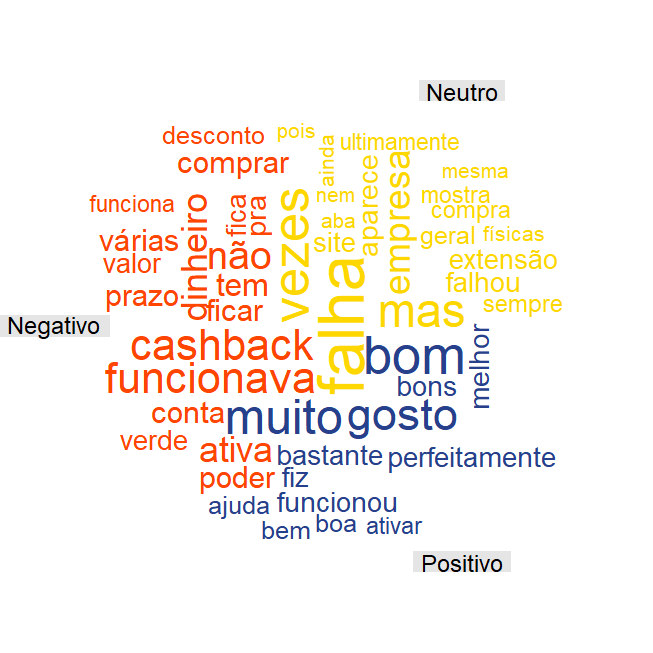 Neutro
desconto
pois
ainda
ultimamente
comprar
aparece
empresa
mesma
funciona
dinheiro
fica
pra
vezes
nem
mostra
compra
várias
não
aba
site
geral
físicas
valor
tem
extensão
prazo
ficar
falha
falhou
mas
sempre
Negativo
cashback
bom
melhor
funcionava
bons
conta
muito
gosto
verde
ativa
bastante
perfeitamente
poder
fiz
ajuda
funcionou
bem
boa
ativar
Positivo